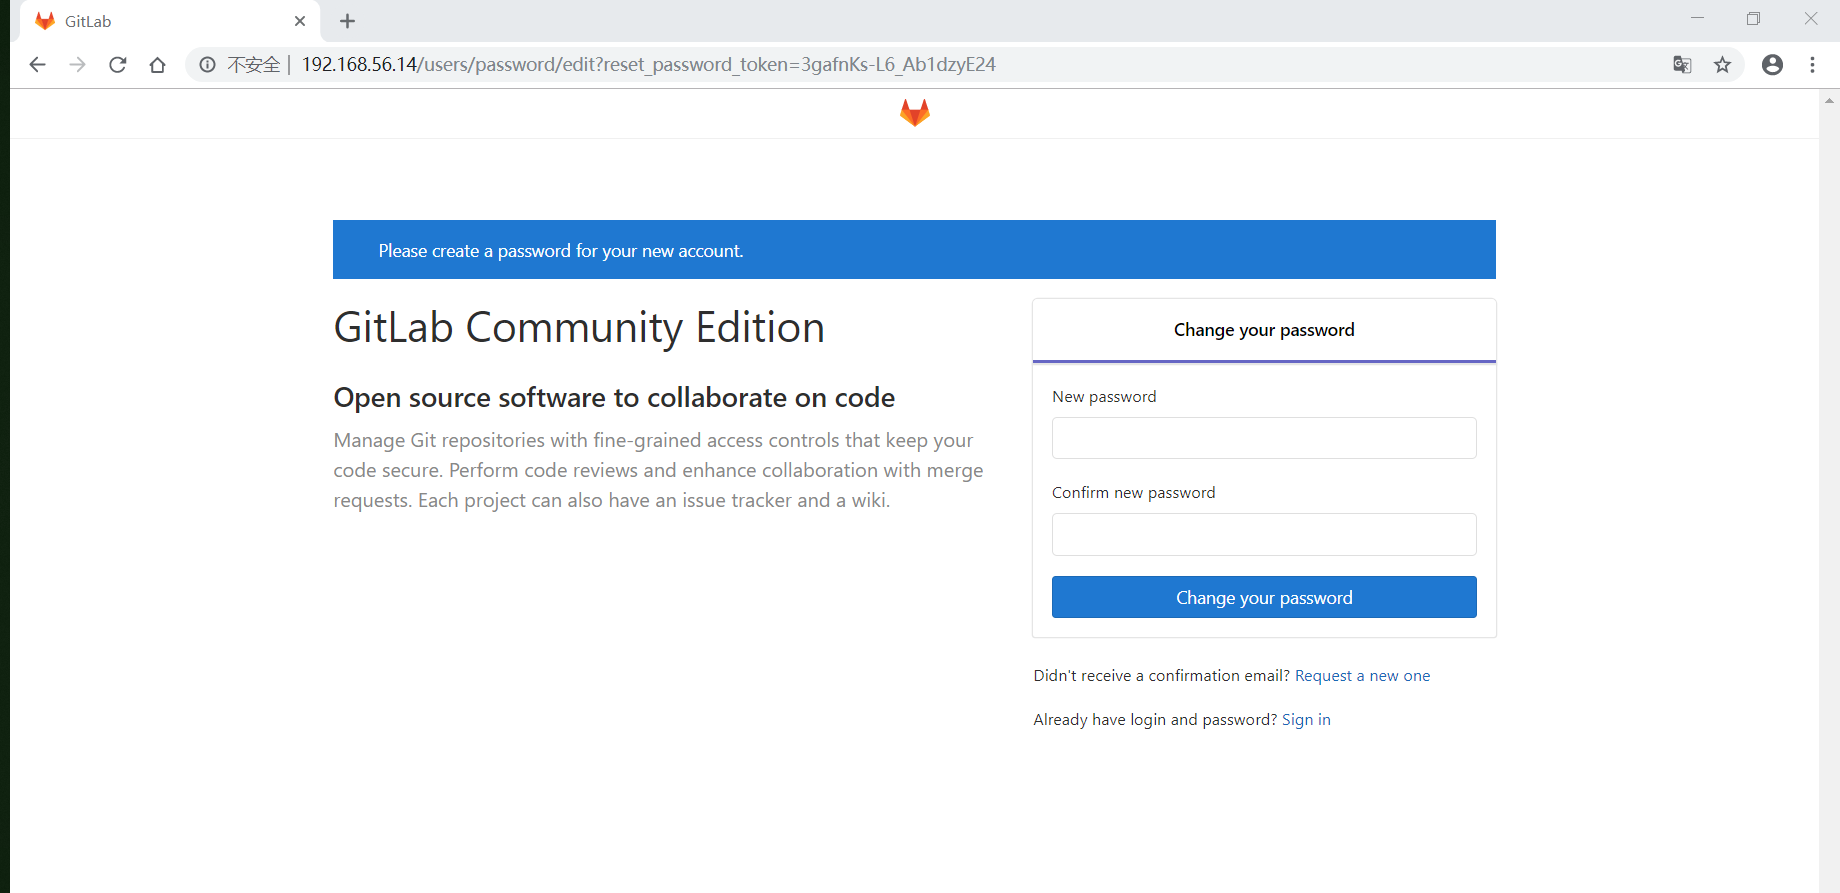 GitLab
不安全 | 192.168.56.14/users/password/edit?reset_password_token=3gafnKs-L6_Ab1dzyE24
Please create a password for your new account.
GitLab Community Edition
Open source software to collaborate on code
Manage Git repositories with fine-grained access controls that keep your
code secure. Perform code reviews and enhance collaboration with merge
requests. Each project can also have an issue tracker and a wiki.
Change your password
New password
Confirm new password
Change your password
Didn't receive a confirmation email? Request a new one
Already have login and password? Sign in